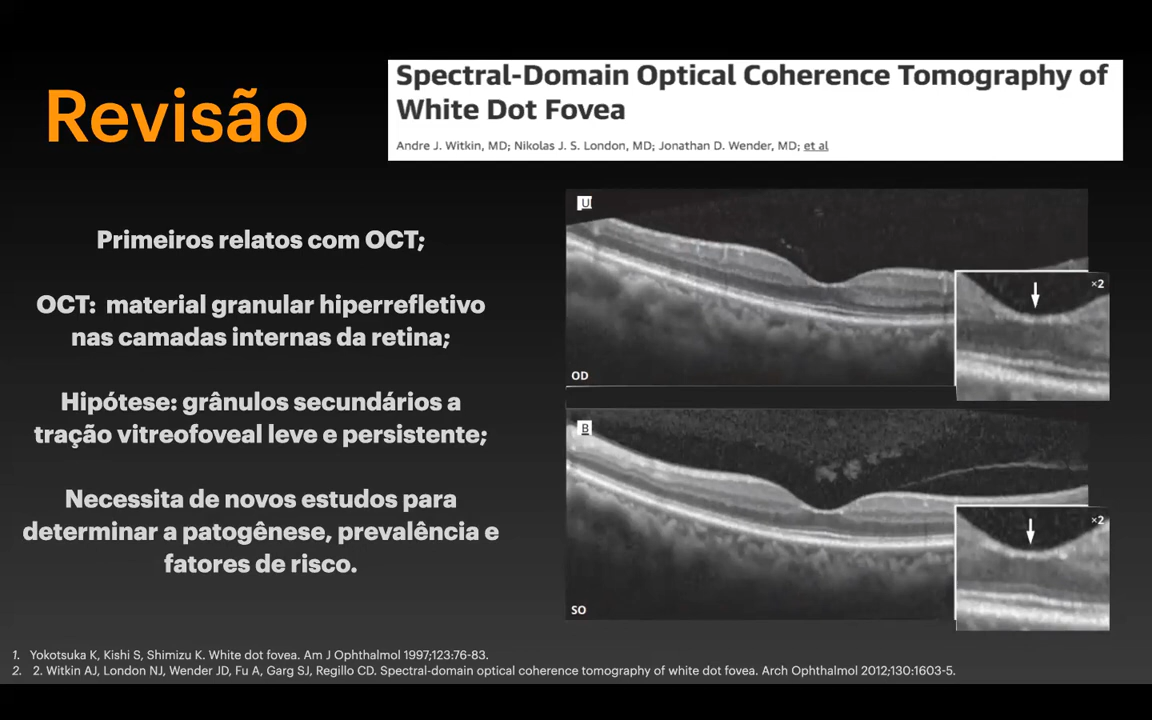 Revisão
Spectral-Domain Optical Coherence Tomography of
White Dot Fovea
Andre J. Witkin, MD; Nikolas J. S. London, MD; Jonathan D. Wender, MD; et al
Primeiros relatos com OCT;
OCT: material granular hiperrefletivo
nas camadas internas da retina;
Hipótese: grânulos secundários a
tração vitreofoveal leve e persistente;
Necessita de novos estudos para
determinar a patogênese, prevalência e
fatores de risco.
×2
OD
B
×2
SO
1. Yokotsuka K, Kishi S, Shimizu K. White dot fovea. Am J Ophthalmol 1997;123:76-83.
2. 2. Witkin AJ, London NJ, Wender JD, Fu A, Garg SJ, Regillo CD. Spectral-domain optical coherence tomography of white dot fovea. Arch Ophthalmol 2012;130:1603-5.